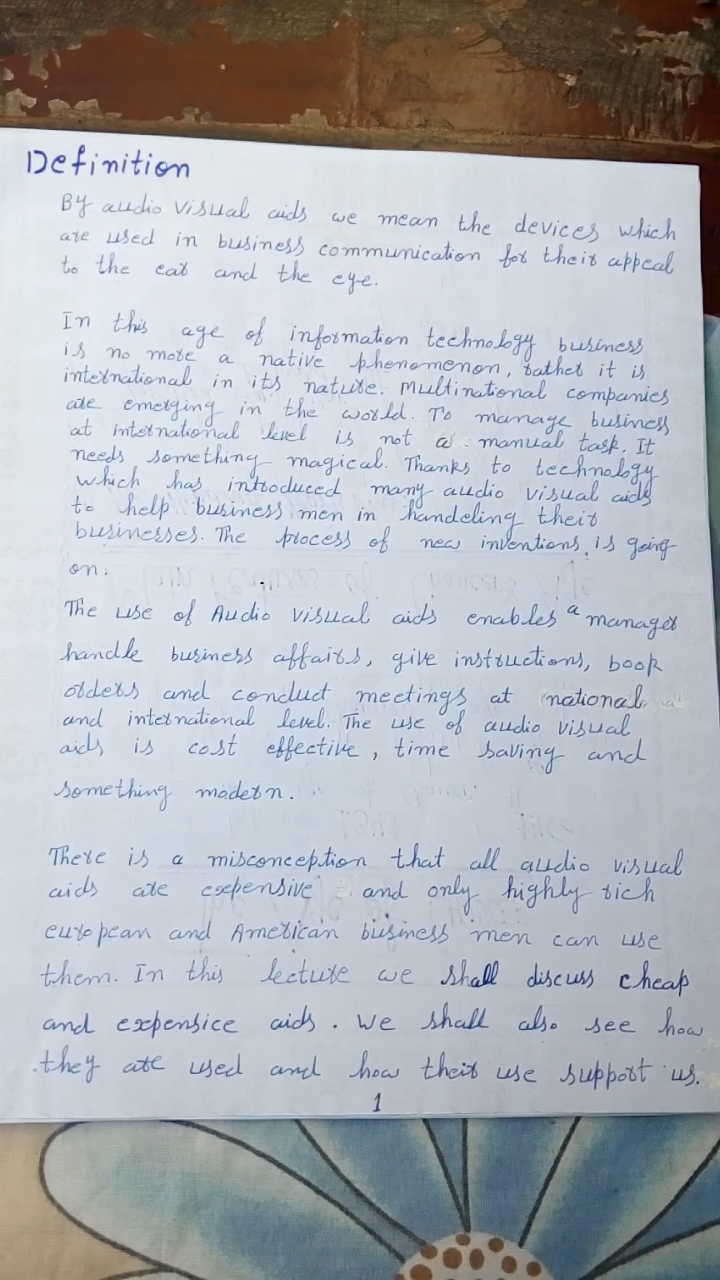 Definition
By audio visual aids we mean the devices which
are used in business communication for their appeal
to the ear and the eye.
In this age of information technology business
is no more a native phenomenon, rather it is
international in its nature. Multinational companies
are emerging in the world. To manage business
at international level is not a manual task. It
needs something magical. Thanks to technology
which has introduced many audio visual aids
to help business men in handeling their
businesses. The process of new inventions is going
on.
The use of Audio visual aids enables a manager
handle business affairs, give instructions, book
orders and conduct meetings at national
and international level. The use of audio visual
aids is cost effective, time saving and
something modern.
There is a misconception that all audio visual
aids are expensive and only highly rich
european and American business men can use
them. In this lecture we shall discuss cheap
and expensice aids. We shall also see how
they are used and how their use support us.
1